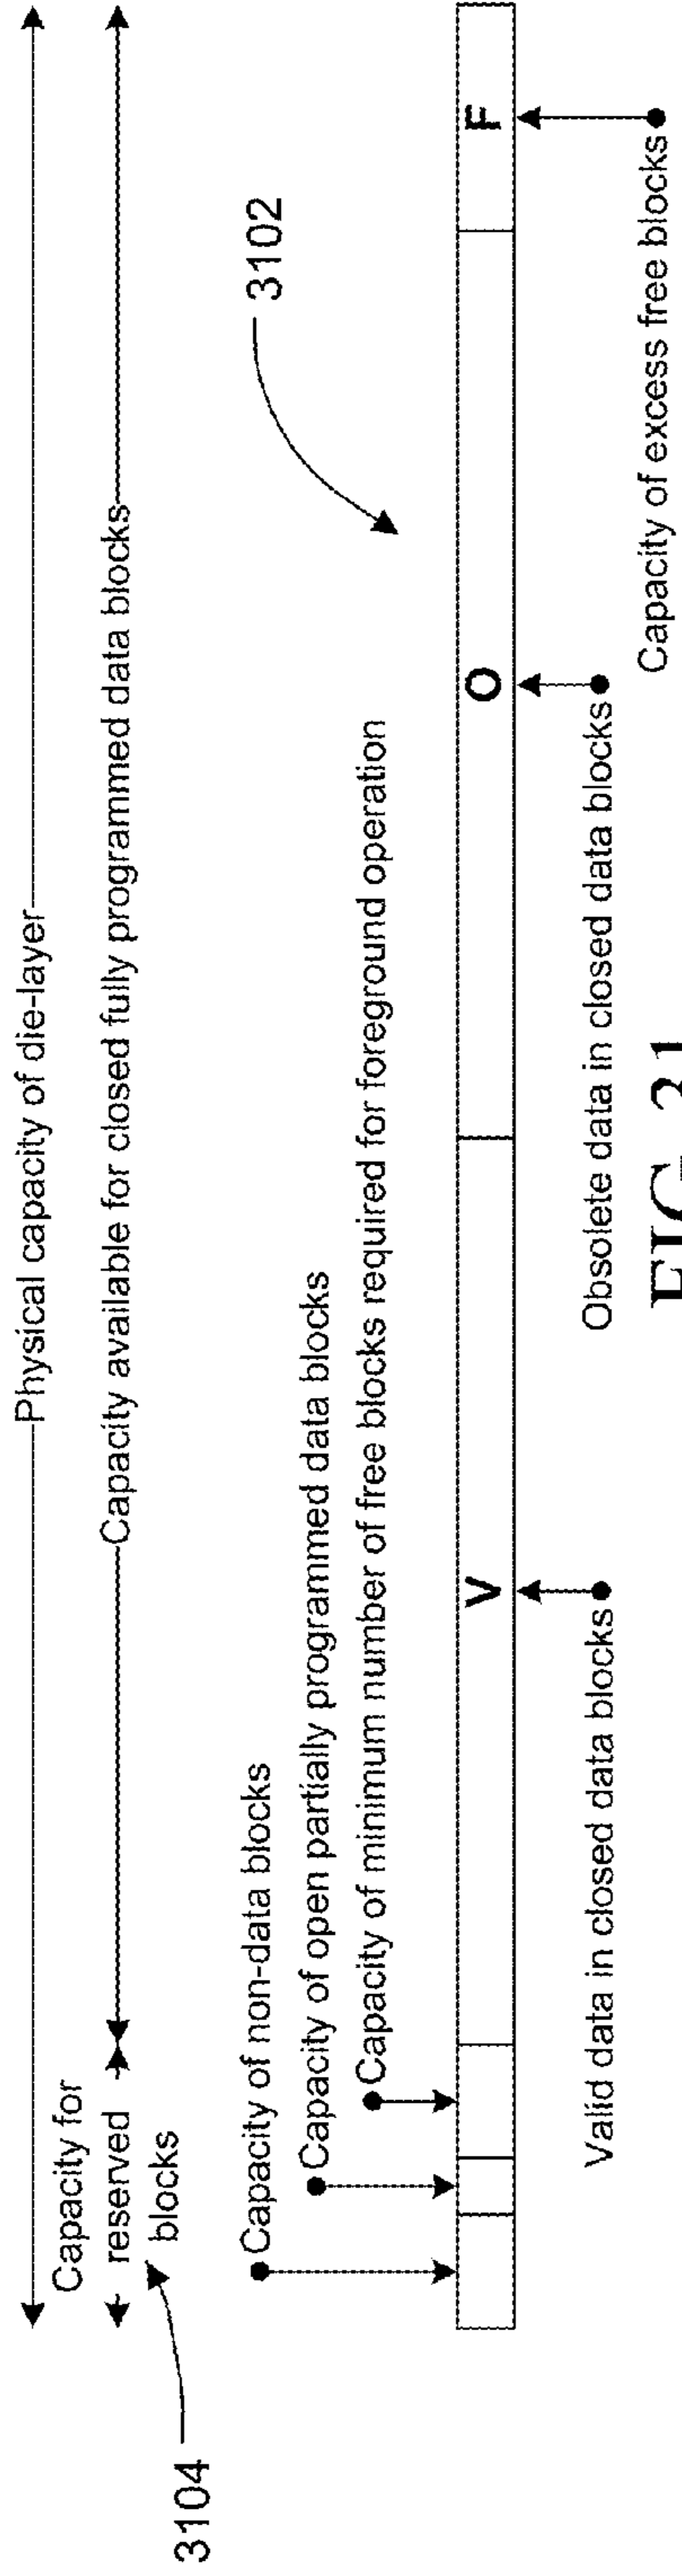 Physical capacity of die-layer
Capacity for
reserved
blocks
Capacity available for closed fully programmed data blocks
3104
3102
Capacity of non-data blocks
Capacity of open partially programmed data blocks
Capacity of minimum number of free blocks required for foreground operation
V
O
F
Valid data in closed data blocks
Obsolete data in closed data blocks
Capacity of excess free blocks
FIG. 31